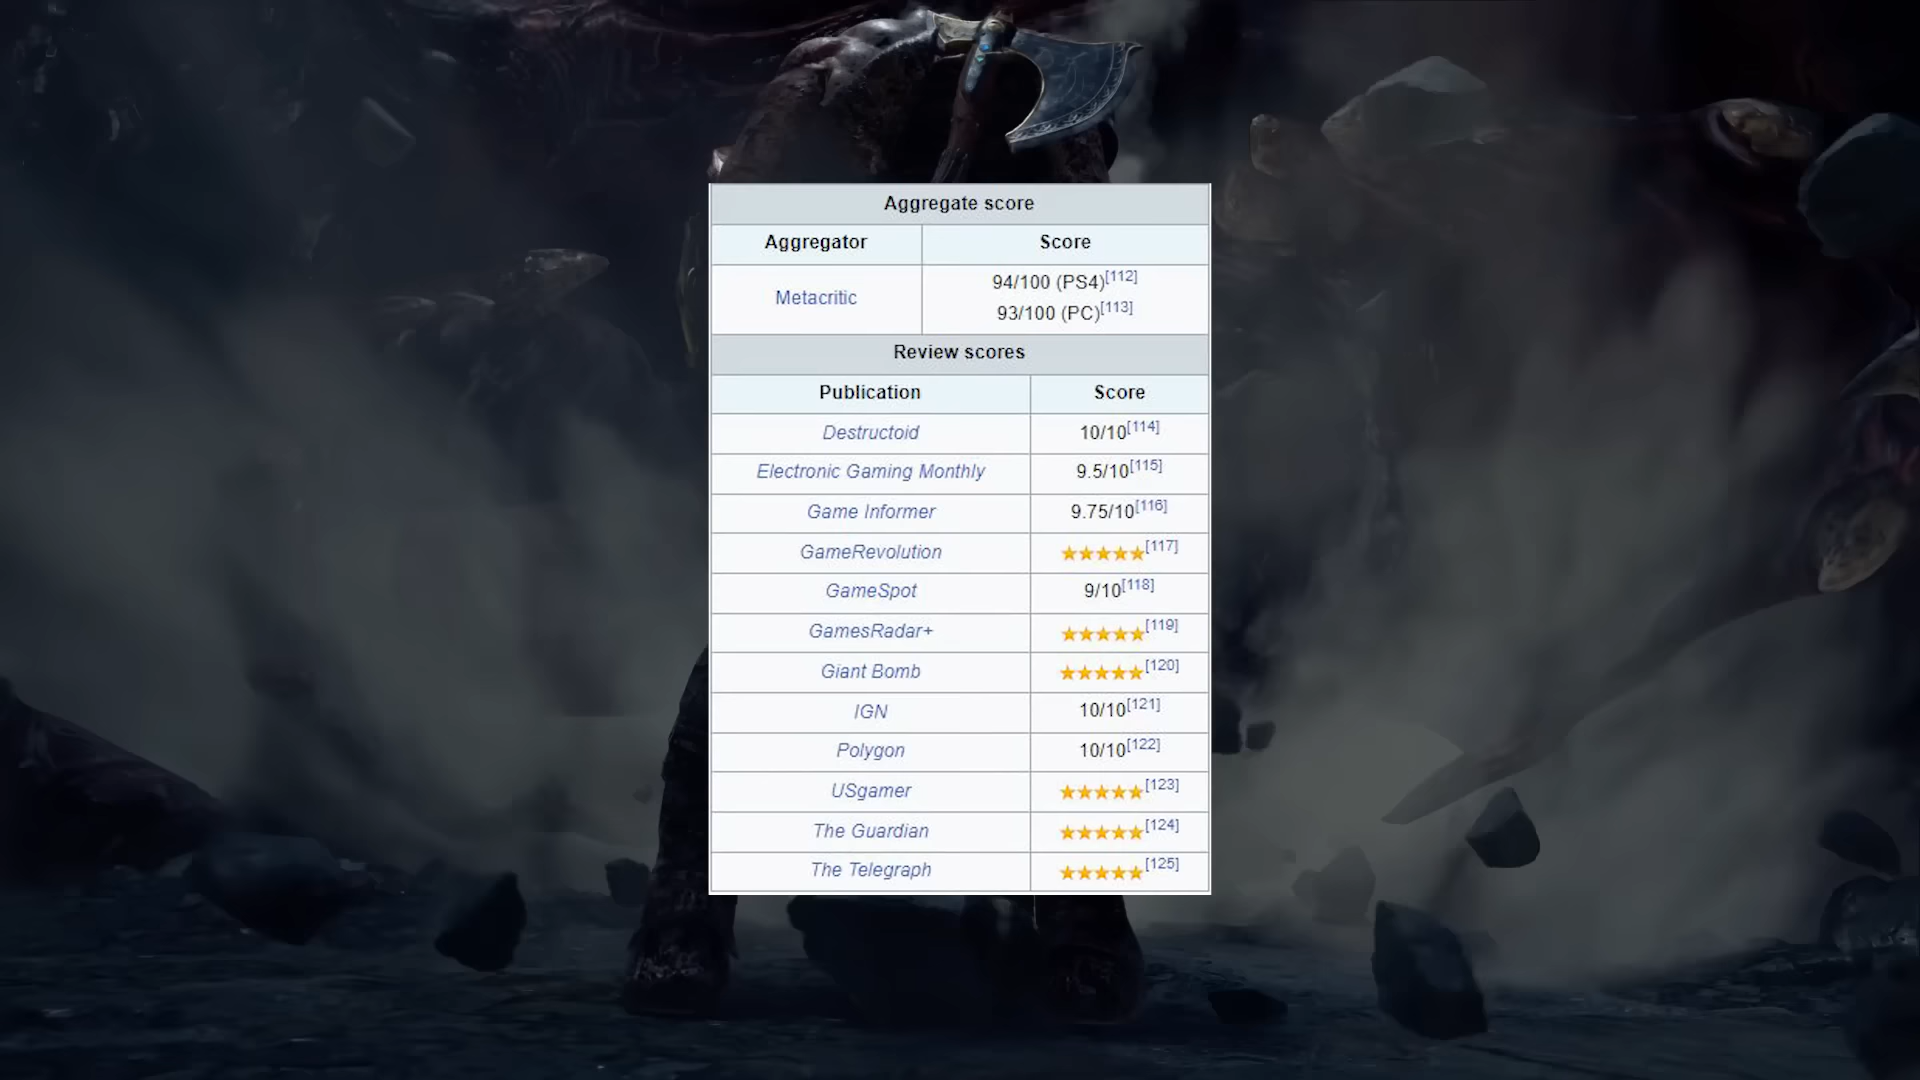 Aggregate score
Aggregator Score
Metacritic 94/100 (PS4)[112]
93/100 (PC)[113]
Review scores
Publication Score
Destructoid 10/10[114]
Electronic Gaming Monthly 9.5/10[115]
Game Informer 9.75/10[116]
GameRevolution ★★★★★[117]
GameSpot 9/10[118]
GamesRadar+ ★★★★★[119]
Giant Bomb ★★★★★[120]
IGN 10/10[121]
Polygon 10/10[122]
USgamer ★★★★★[123]
The Guardian ★★★★★[124]
The Telegraph ★★★★★[125]